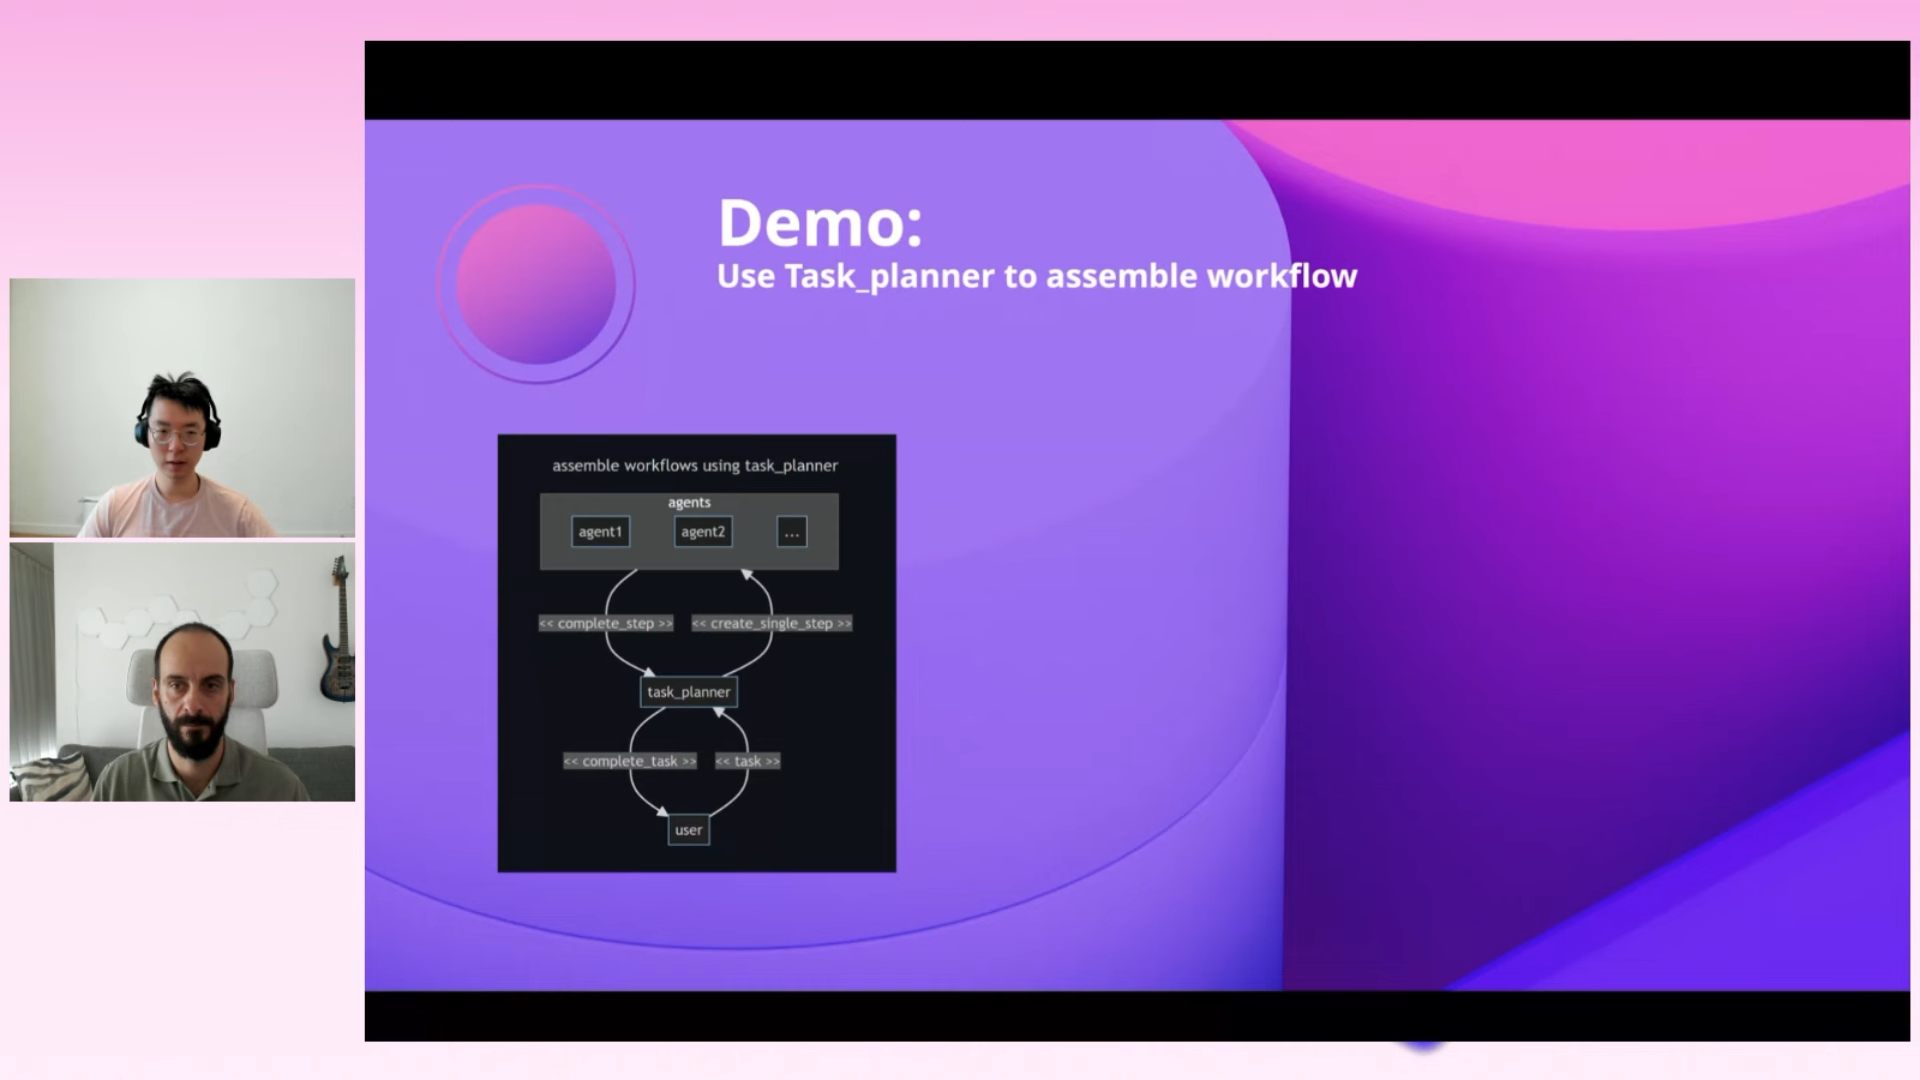 Demo:
Use Task_planner to assemble workflow
assemble workflows using task_planner
agents
agent1 agent2 ...
<< complete_step >> << create_single_step >>
task_planner
<< complete_task >> << task >>
user